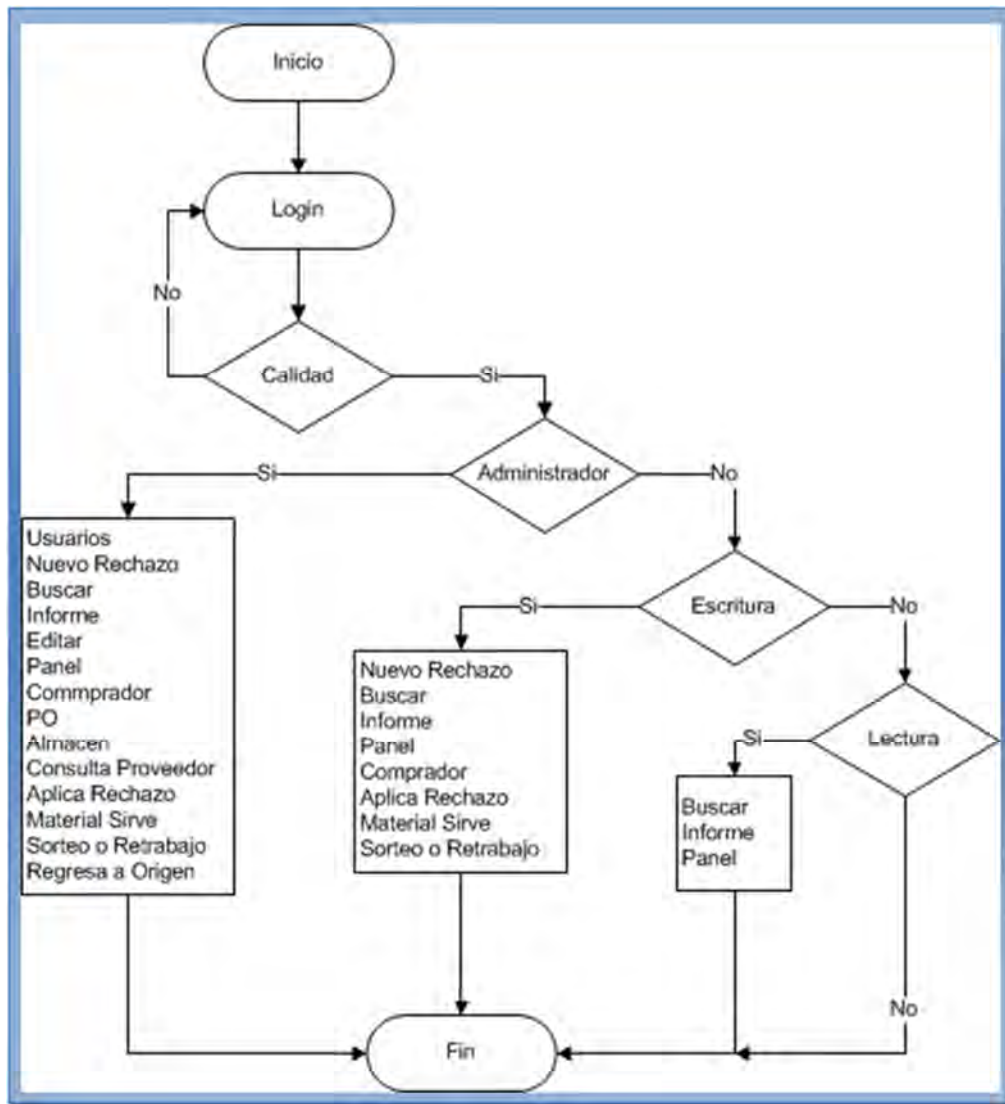 Inicio
Login
No
Calidad
Si
Administrador
Si
No
Usuarios
Nuevo Rechazo
Buscar
Informe
Editar
Panel
Commprador
PO
Almacen
Consulta Proveedor
Aplica Rechazo
Material Sirve
Sorteo o Retrabajo
Regresa a Origen
Escritura
Si
No
Nuevo Rechazo
Buscar
Informe
Panel
Comprador
Aplica Rechazo
Material Sirve
Sorteo o Retrabajo
Lectura
Si
Buscar
Informe
Panel
No
Fin